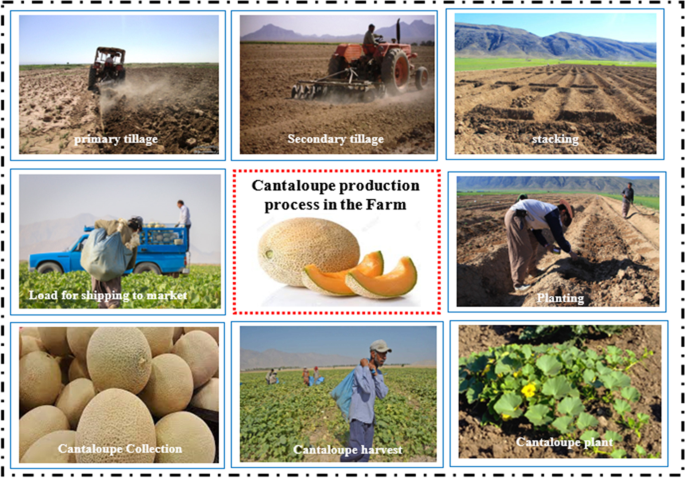 primary tillage
Secondary tillage
stacking
Load for shipping to market
Cantaloupe production
process in the Farm
Planting
Cantaloupe Collection
Cantaloupe harvest
Cantaloupe plant